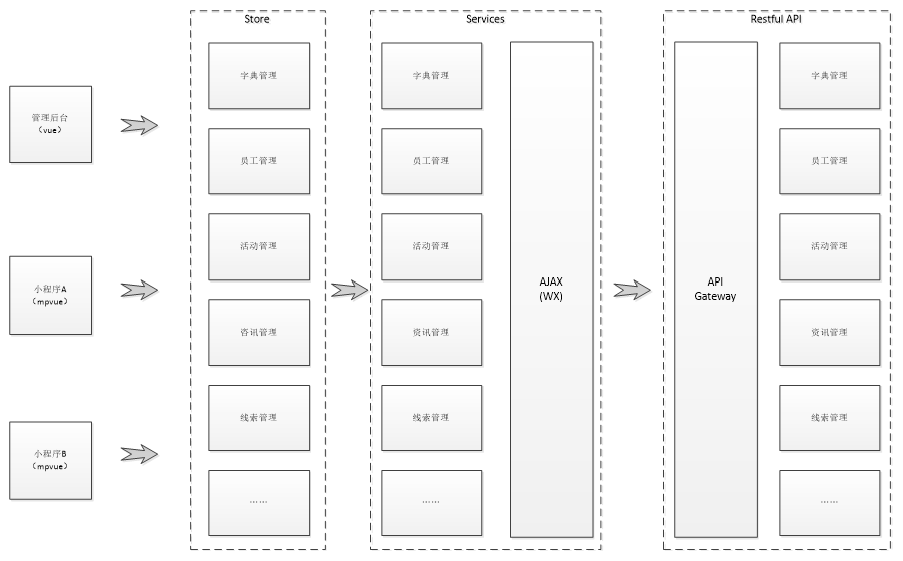 Store
Services
Restful API
管理后台
（vue）
小程序A
（mpvue）
小程序B
（mpvue）
字典管理
员工管理
活动管理
咨讯管理
线索管理
……
字典管理
员工管理
活动管理
资讯管理
线索管理
……
AJAX
(WX)
API
Gateway
字典管理
员工管理
活动管理
资讯管理
线索管理
……